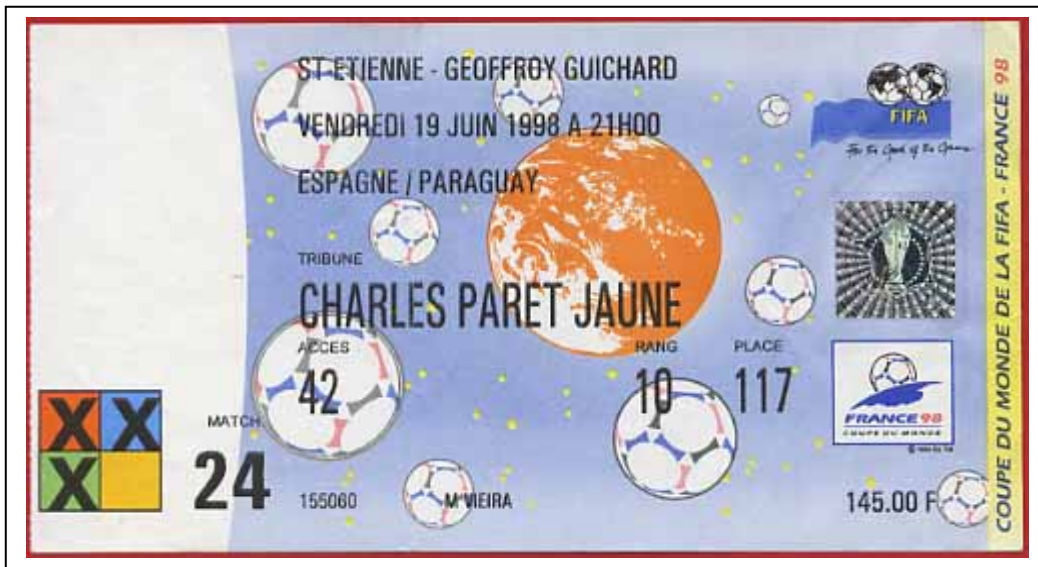 ST ETIENNE - GEOFFROY GUICHARD
VENDREDI 19 JUIN 1998 A 21H00
ESPAGNE / PARAGUAY
TRIBUNE
CHARLES PARET JAUNE
ACCES RANG PLACE
42 10 117
X X
X
MATCH
24
155060 M VIEIRA 145.00 F
FIFA
For the Good of the Game
FRANCE 98
COUPE DU MONDE
COUPE DU MONDE DE LA FIFA - FRANCE 98